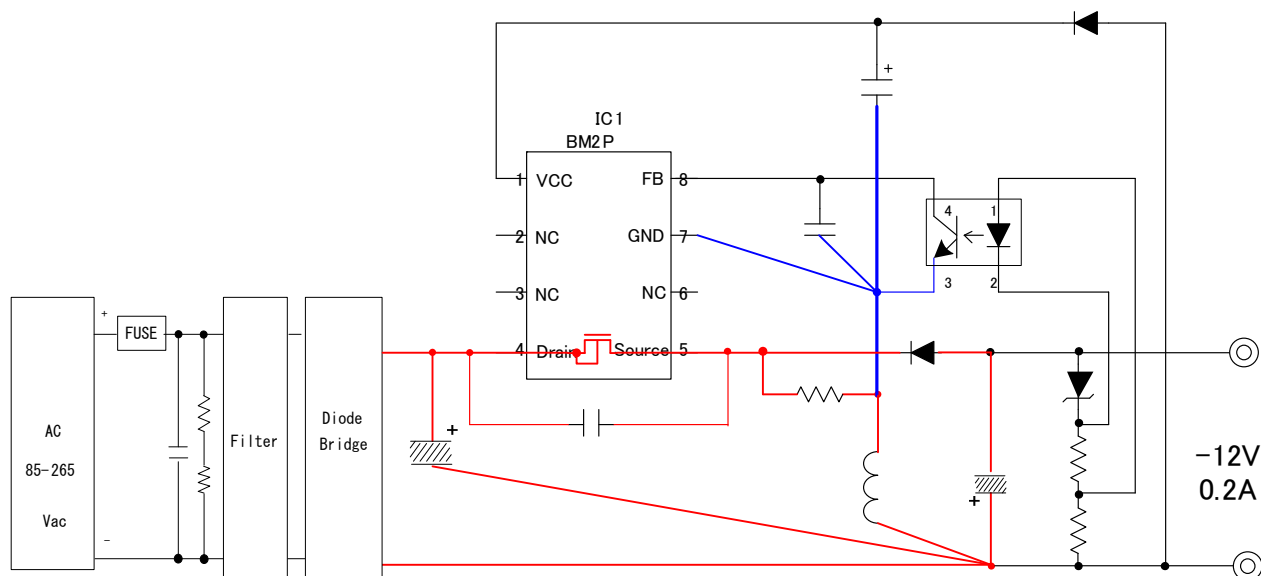 IC1
BM2P
1 VCC FB 8
2 NC GND 7
3 NC NC 6
4 Drain Source 5
+
4 1
3 2
+
FUSE
AC
85-265
Vac
-
Filter
Diode
Bridge
+
+
-12V
0.2A